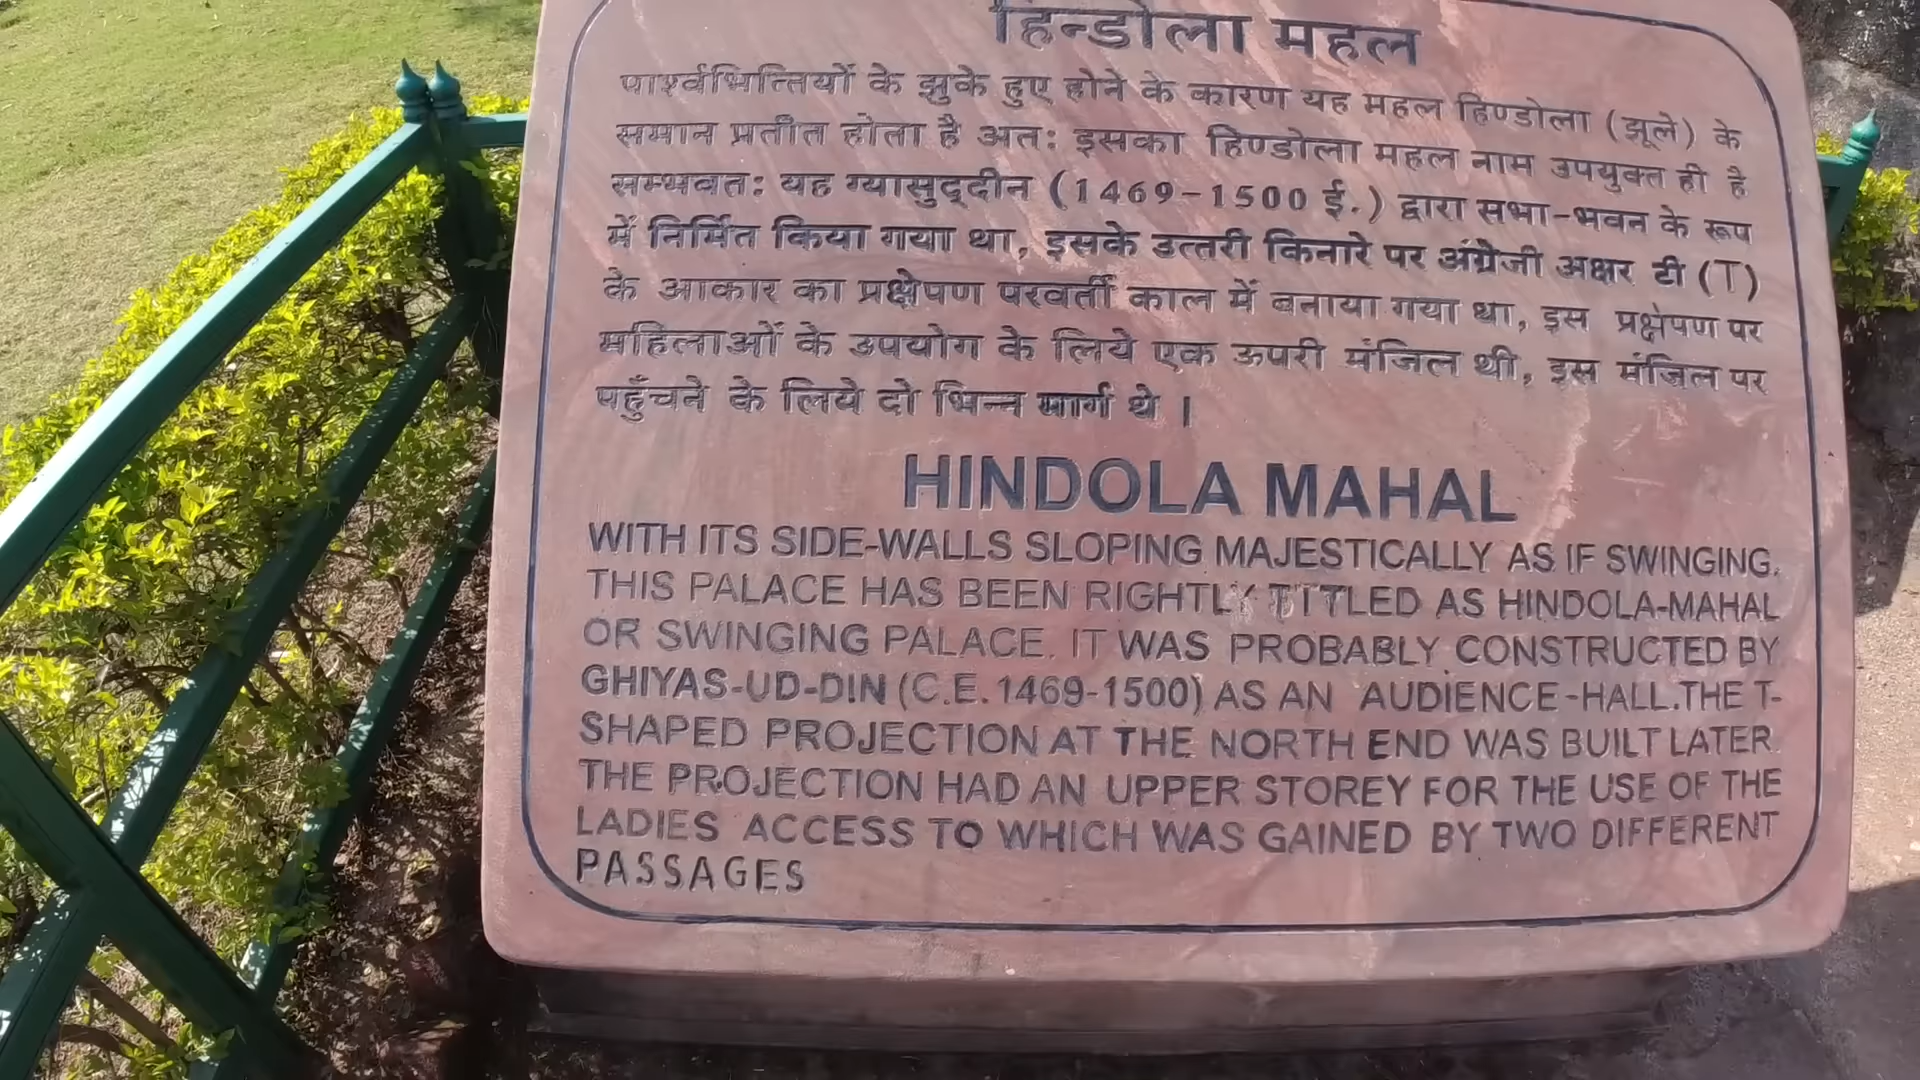 हिन्डोला महल
पार्श्वभित्तियों के झुके हुए होने के कारण यह महल हिण्डोला (झूले) के
समान प्रतीत होता है अत: इसका हिण्डोला महल नाम उपयुक्त ही है
सम्भवत: यह ग्यासुद्दीन (1469-1500 ई.) द्वारा सभा-भवन के रूप
में निर्मित किया गया था, इसके उत्तरी किनारे पर अंग्रेजी अक्षर टी (T)
के आकार का प्रक्षेपण परवर्ती काल में बनाया गया था, इस प्रक्षेपण पर
महिलाओं के उपयोग के लिये एक ऊपरी मंजिल थी, इस मंजिल पर
पहुँचने के लिये दो भिन्न मार्ग थे ।
HINDOLA MAHAL
WITH ITS SIDE-WALLS SLOPING MAJESTICALLY AS IF SWINGING,
THIS PALACE HAS BEEN RIGHTLY TITLED AS HINDOLA-MAHAL
OR SWINGING PALACE. IT WAS PROBABLY CONSTRUCTED BY
GHIYAS-UD-DIN (C.E. 1469-1500) AS AN AUDIENCE-HALL.THE T-
SHAPED PROJECTION AT THE NORTH END WAS BUILT LATER.
THE PROJECTION HAD AN UPPER STOREY FOR THE USE OF THE
LADIES ACCESS TO WHICH WAS GAINED BY TWO DIFFERENT
PASSAGES